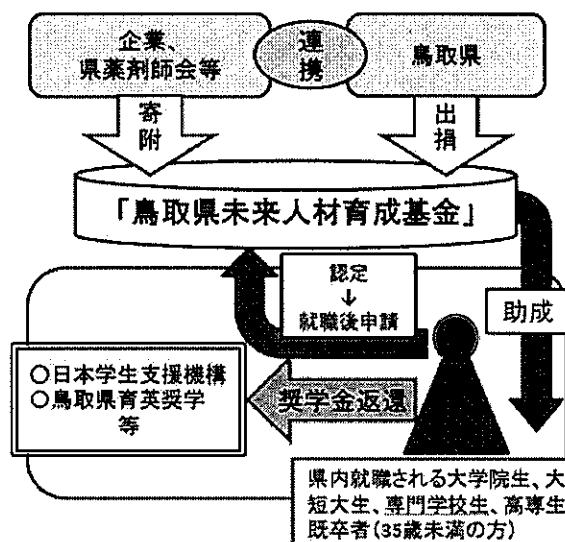 企業、
県薬剤師会等
連携
鳥取県
寄附
出捐
「鳥取県未来人材育成基金」
認定
↓
就職後申請
助成
○日本学生支援機構
○鳥取県育英奨学
等
奨学金返還
県内就職される大学院生、大
短大生、専門学校生、高専生
既卒者(35歳未満の方)